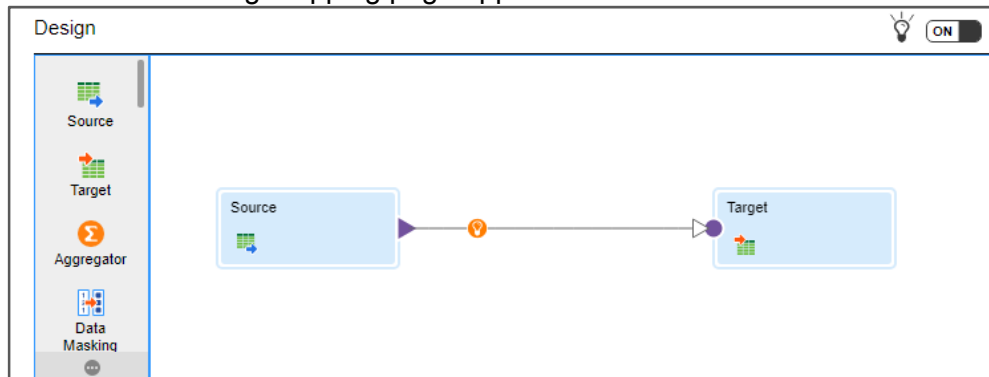 Design
ON
Source
Target
Aggregator
Data
Masking
Source
Target